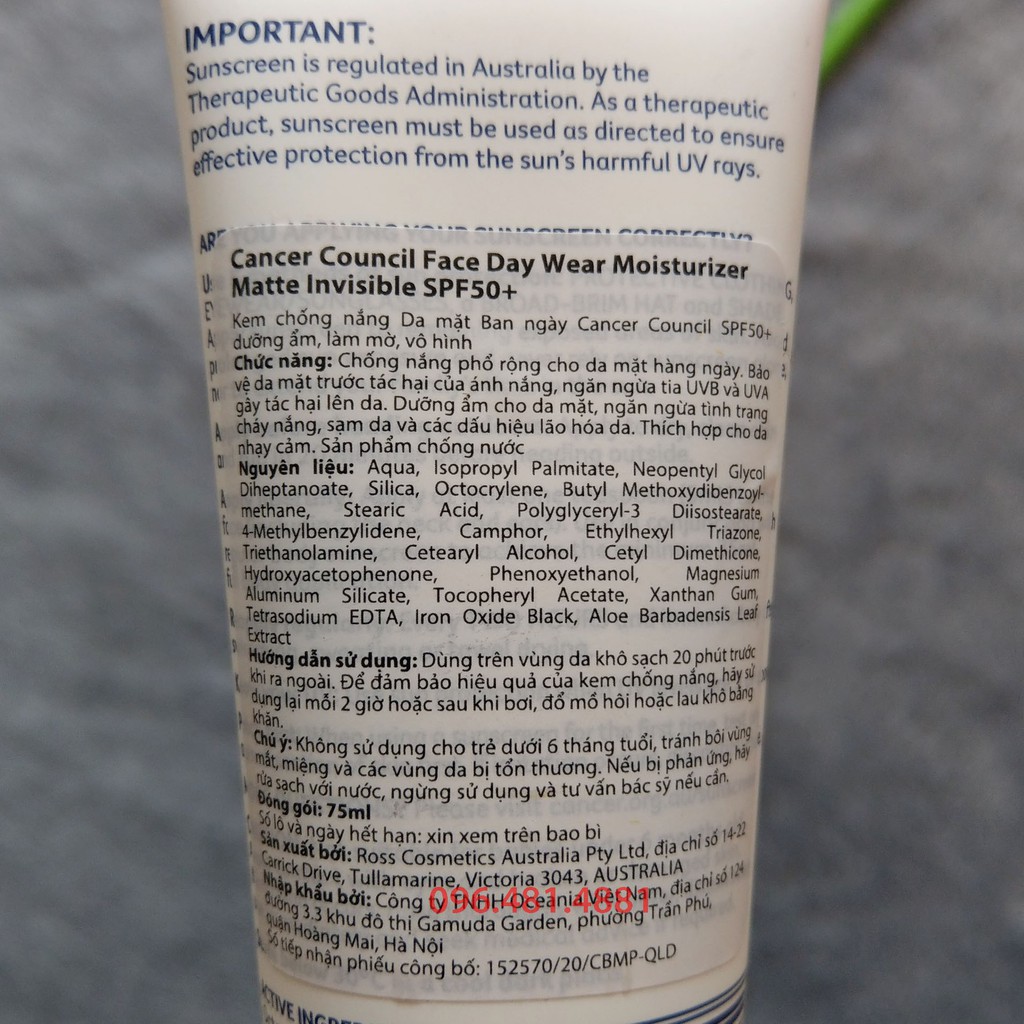 IMPORTANT:
Sunscreen is regulated in Australia by the
Therapeutic Goods Administration. As a therapeutic
product, sunscreen must be used as directed to ensure
effective protection from the sun's harmful UV rays.
ARE YOU APPLYING YOUR SUNSCREEN CORRECTLY?
Cancer Council Face Day Wear Moisturizer
Matte Invisible SPF50+
Kem chống nắng Da mặt Ban ngày Cancer Council SPF50+
dưỡng ẩm, làm mờ, vô hình
Chức năng: Chống nắng phổ rộng cho da mặt hàng ngày. Bảo
vệ da mặt trước tác hại của ánh nắng, ngăn ngừa tia UVB và UVA
gây tác hại lên da. Dưỡng ẩm cho da mặt, ngăn ngừa tình trạng
cháy nắng, sạm da và các dấu hiệu lão hóa da. Thích hợp cho da
nhạy cảm. Sản phẩm chống nước
Nguyên liệu: Aqua, Isopropyl Palmitate, Neopentyl Glycol
Diheptanoate, Silica, Octocrylene, Butyl Methoxydibenzoyl-
methane, Stearic Acid, Polyglyceryl-3 Diisostearate,
4-Methylbenzylidene, Camphor, Ethylhexyl Triazone,
Triethanolamine, Cetearyl Alcohol, Cetyl Dimethicone,
Hydroxyacetophenone, Phenoxyethanol, Magnesium
Aluminum Silicate, Tocopheryl Acetate, Xanthan Gum,
Tetrasodium EDTA, Iron Oxide Black, Aloe Barbadensis Leaf
Extract
Hướng dẫn sử dụng: Dùng trên vùng da khô sạch 20 phút trước
khi ra ngoài. Để đảm bảo hiệu quả của kem chống nắng, hãy sử
dụng lại mỗi 2 giờ hoặc sau khi bơi, đổ mồ hôi hoặc lau khô bằng
khăn.
Chú ý: Không sử dụng cho trẻ dưới 6 tháng tuổi, tránh bôi vùng
mắt, miệng và các vùng da bị tổn thương. Nếu bị phản ứng, hãy
rửa sạch với nước, ngừng sử dụng và tư vấn bác sỹ nếu cần.
Đóng gói: 75ml
Số lô và ngày hết hạn: xin xem trên bao bì
Sản xuất bởi: Ross Cosmetics Australia Pty Ltd, địa chỉ số 14-22
Carrick Drive, Tullamarine, Victoria 3043, AUSTRALIA
Nhập khẩu bởi: Công ty TNHH Oceania Việt Nam, địa chỉ số 124
096.481.4881
đường 3.3 khu đô thị Gamuda Garden, phường Trần Phú,
quận Hoàng Mai, Hà Nội
Số tiếp nhận phiếu công bố: 152570/20/CBMP-QLD